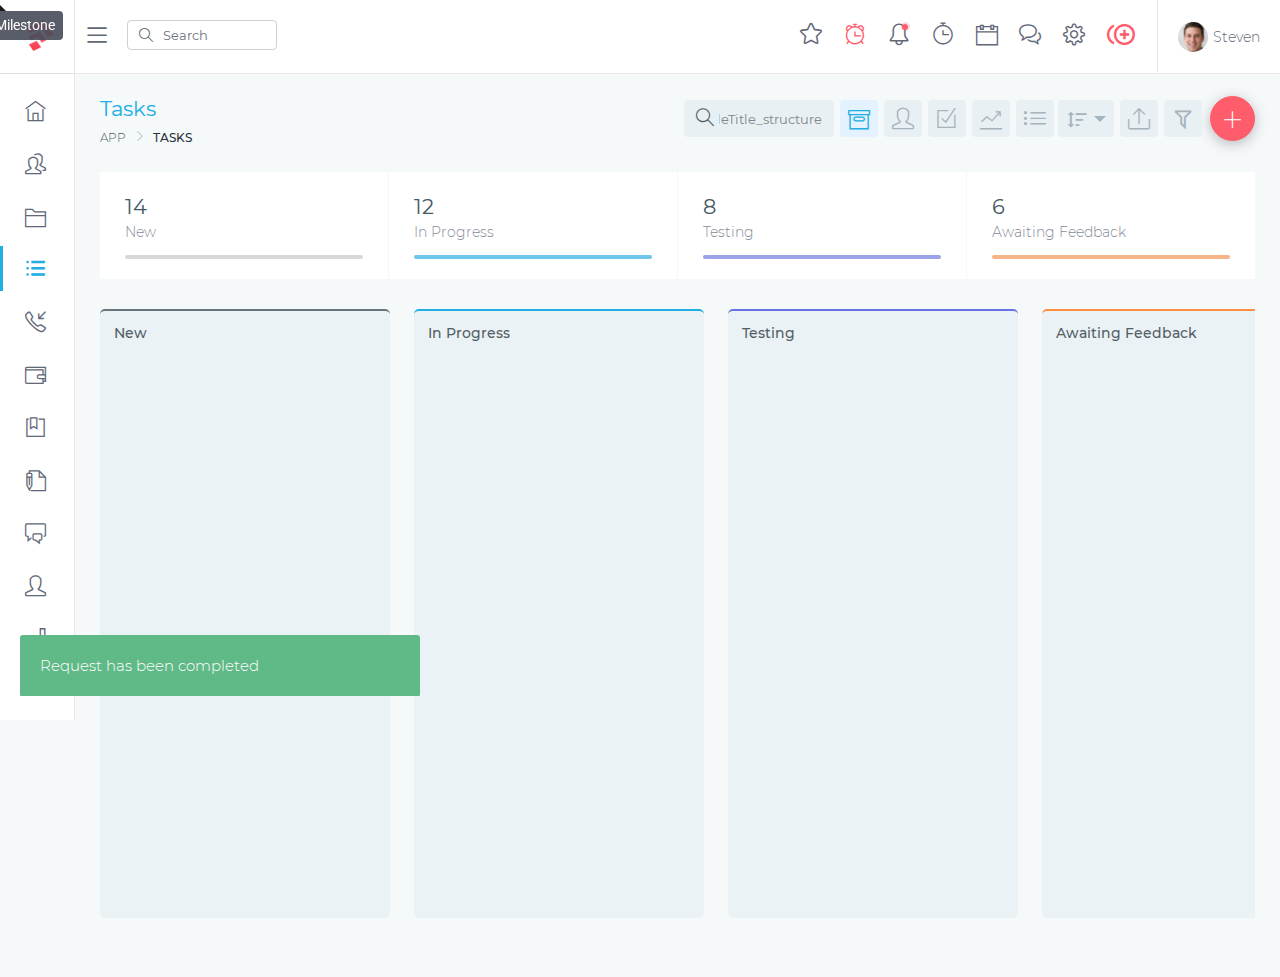 Milestone
Search
Steven
Tasks
APP
TASKS
leTitle_structure
14
New
12
In Progress
8
Testing
6
Awaiting Feedback
New
In Progress
Testing
Awaiting Feedback
Request has been completed